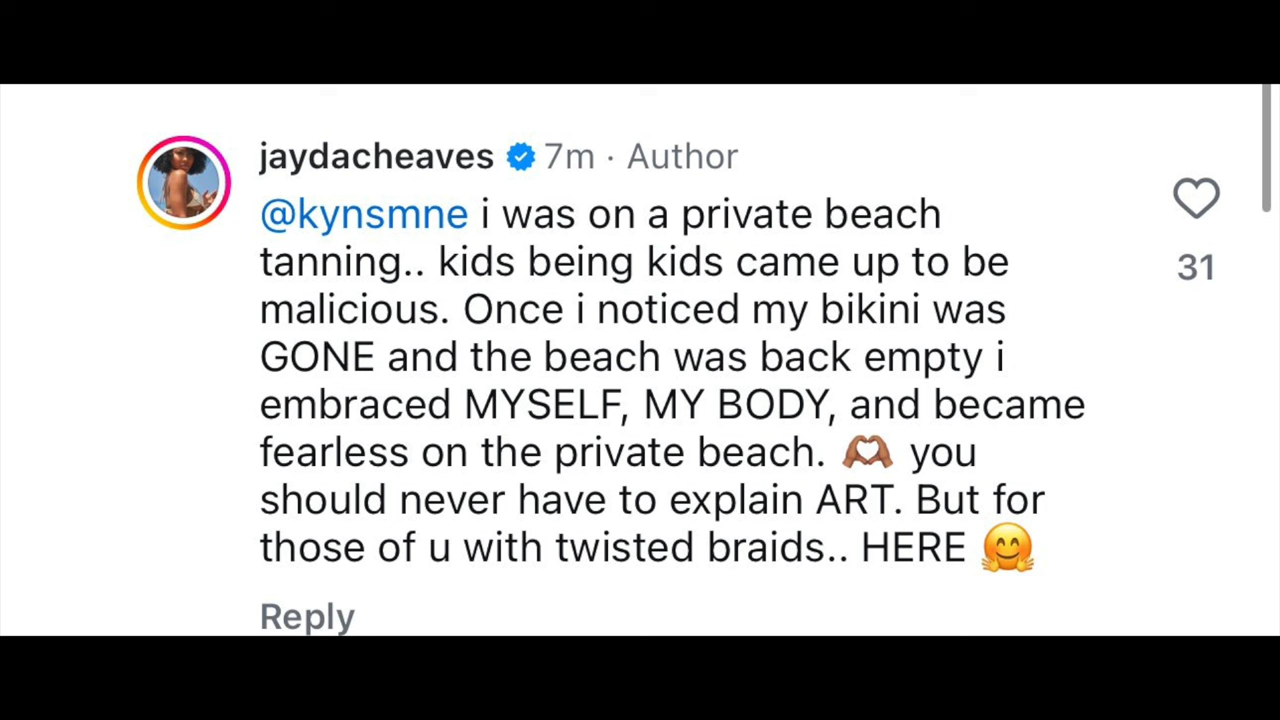 jaydacheaves 7m · Author
@kynsmne i was on a private beach
tanning.. kids being kids came up to be
malicious. Once i noticed my bikini was
GONE and the beach was back empty i
embraced MYSELF, MY BODY, and became
fearless on the private beach. 🫶🏾 you
should never have to explain ART. But for
those of u with twisted braids.. HERE 🤗
31
Reply